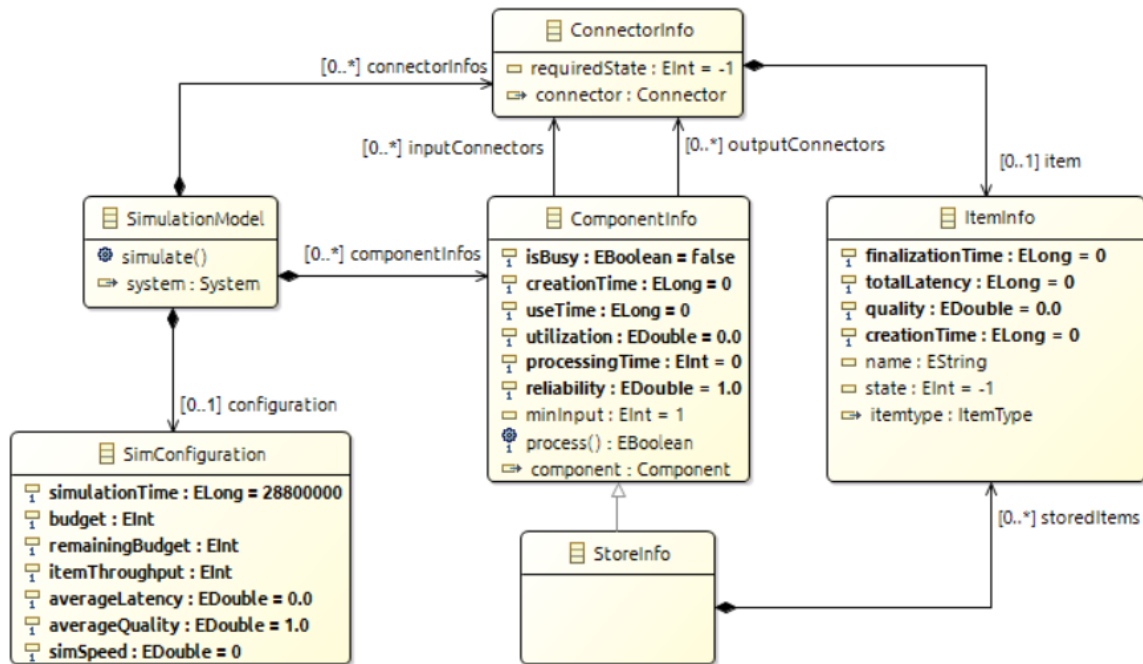 ConnectorInfo
requiredState : EInt = -1
connector : Connector
[0..*] connectorInfos
[0..*] inputConnectors
[0..*] outputConnectors
[0..1] item
SimulationModel
simulate()
system : System
[0..*] componentInfos
ComponentInfo
isBusy : EBoolean = false
creationTime : ELong = 0
useTime : ELong = 0
utilization : EDouble = 0.0
processingTime : EInt = 0
reliability : EDouble = 1.0
minInput : EInt = 1
process() : EBoolean
component : Component
ItemInfo
finalizationTime : ELong = 0
totalLatency : ELong = 0
quality : EDouble = 0.0
creationTime : ELong = 0
name : EString
state : EInt = -1
itemtype : ItemType
[0..1] configuration
SimConfiguration
simulationTime : ELong = 28800000
budget : EInt
remainingBudget : EInt
itemThroughput : EInt
averageLatency : EDouble = 0.0
averageQuality : EDouble = 1.0
simSpeed : EDouble = 0
StoreInfo
[0..*] storedItems